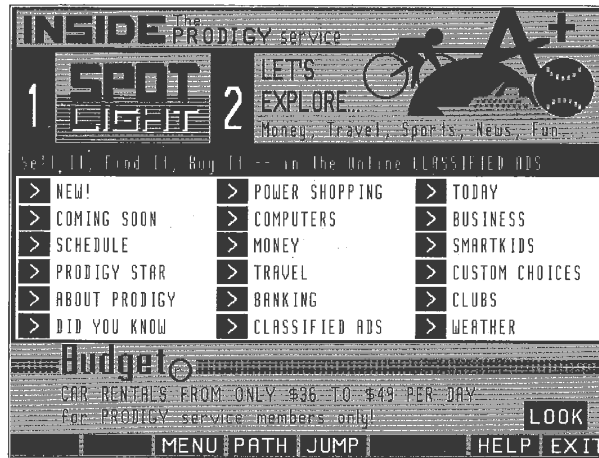 INSIDE The PRODIGY service
A+
1 SPOT LIGHT
2 LET'S EXPLORE...
Money, Travel, Sports, News, Fun...
Sell It, Find It, Buy It -- in the Online CLASSIFIED ADS
> NEW! > POWER SHOPPING > TODAY
> COMING SOON > COMPUTERS > BUSINESS
> SCHEDULE > MONEY > SMARTKIDS
> PRODIGY STAR > TRAVEL > CUSTOM CHOICES
> ABOUT PRODIGY > BANKING > CLUBS
> DID YOU KNOW > CLASSIFIED ADS > WEATHER
Budget©
CAR RENTALS FROM ONLY $36 TO $49 PER DAY
for PRODIGY service members only!
LOOK
MENU PATH JUMP HELP EXIT